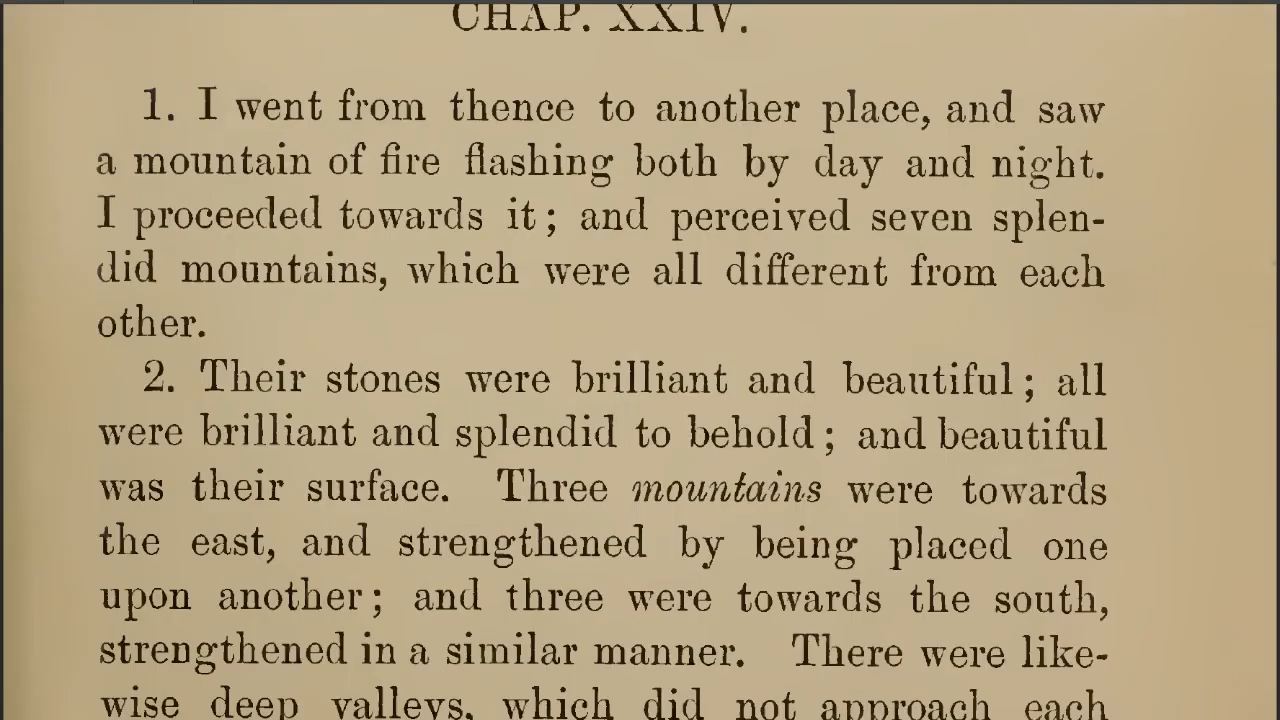 CHAP. XXIV.
1. I went from thence to another place, and saw
a mountain of fire flashing both by day and night.
I proceeded towards it; and perceived seven splen-
did mountains, which were all different from each
other.
2. Their stones were brilliant and beautiful; all
were brilliant and splendid to behold; and beautiful
was their surface. Three mountains were towards
the east, and strengthened by being placed one
upon another; and three were towards the south,
strengthened in a similar manner. There were like-
wise deep valleys, which did not approach each